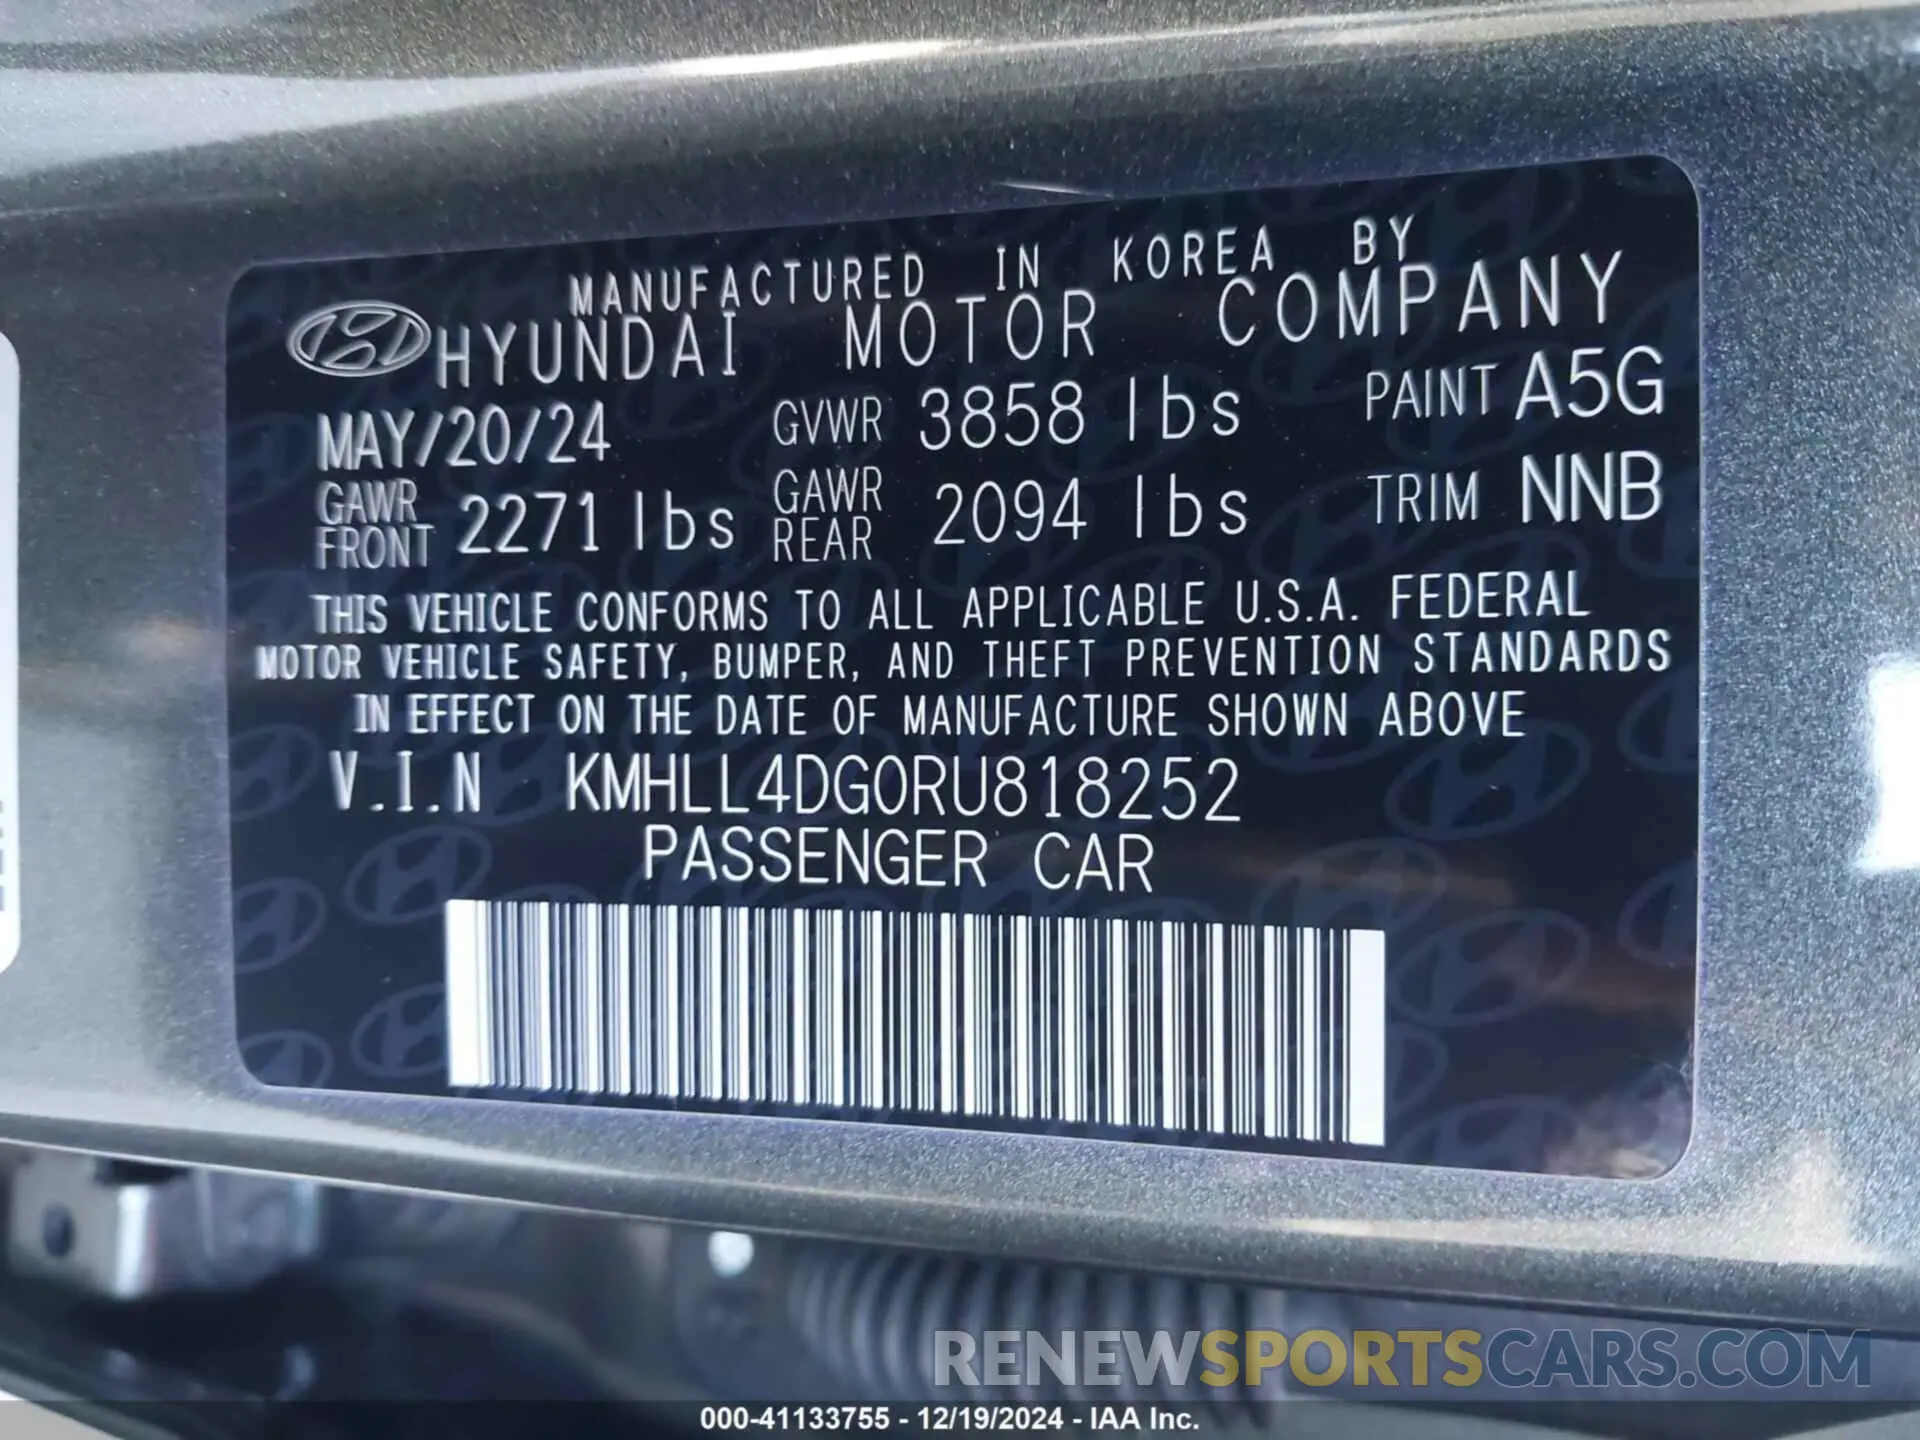 MANUFACTURED IN KOREA BY
HYUNDAI MOTOR COMPANY
MAY/20/24 GVWR 3858 lbs PAINT A5G
GAWR FRONT 2271 lbs GAWR REAR 2094 lbs TRIM NNB
THIS VEHICLE CONFORMS TO ALL APPLICABLE U.S.A. FEDERAL
MOTOR VEHICLE SAFETY, BUMPER, AND THEFT PREVENTION STANDARDS
IN EFFECT ON THE DATE OF MANUFACTURE SHOWN ABOVE
V.I.N KMHLL4DG0RU818252
PASSENGER CAR
RENEWSPORTSCARS.COM
000-41133755 - 12/19/2024 - IAA Inc.